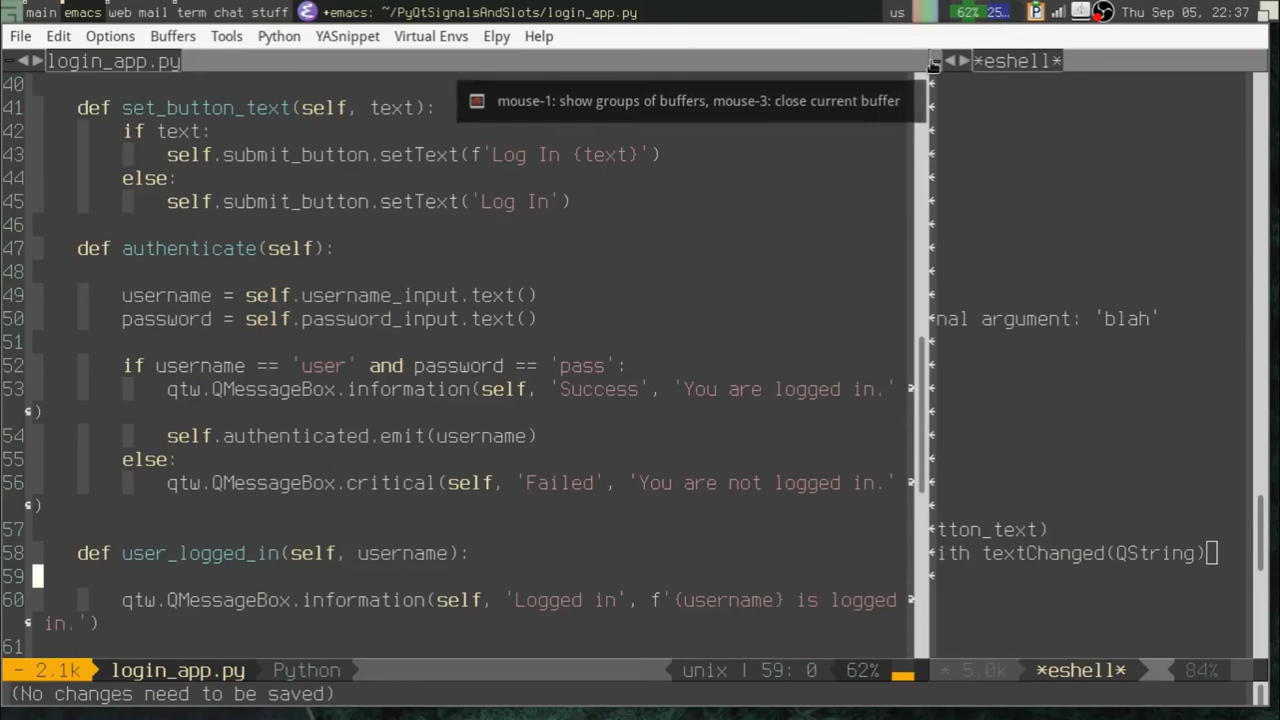 main emacs web mail term chat stuff +emacs: ~/PyQtSignalsAndSlots/login_app.py us 62% 25... Thu Sep 05, 22:37
File Edit Options Buffers Tools Python YASnippet Virtual Envs Elpy Help
login_app.py *eshell*
mouse-1: show groups of buffers, mouse-3: close current buffer
40
41 def set_button_text(self, text):
42 if text:
43 self.submit_button.setText(f'Log In {text}')
44 else:
45 self.submit_button.setText('Log In')
46
47 def authenticate(self):
48
49 username = self.username_input.text()
50 password = self.password_input.text()
nal argument: 'blah'
51
52 if username == 'user' and password == 'pass':
53 qtw.QMessageBox.information(self, 'Success', 'You are logged in.'
)
54 self.authenticated.emit(username)
55 else:
56 qtw.QMessageBox.critical(self, 'Failed', 'You are not logged in.'
)
57
tton_text)
58 def user_logged_in(self, username):
ith textChanged(QString)
59
60 qtw.QMessageBox.information(self, 'Logged in', f'{username} is logged
in.')
61
- 2.1k login_app.py Python unix | 59: 0 62% * 5.0k *eshell* 84%
(No changes need to be saved)